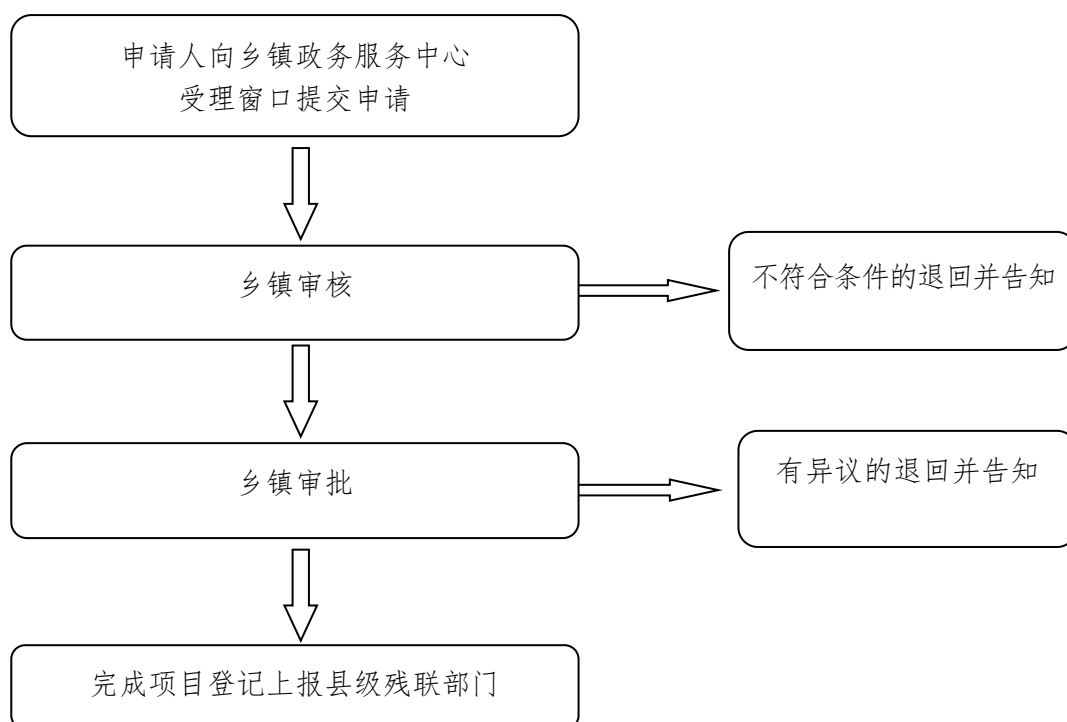 申请人向乡镇政务服务中心
受理窗口提交申请
乡镇审核
不符合条件的退回并告知
乡镇审批
有异议的退回并告知
完成项目登记上报县级残联部门